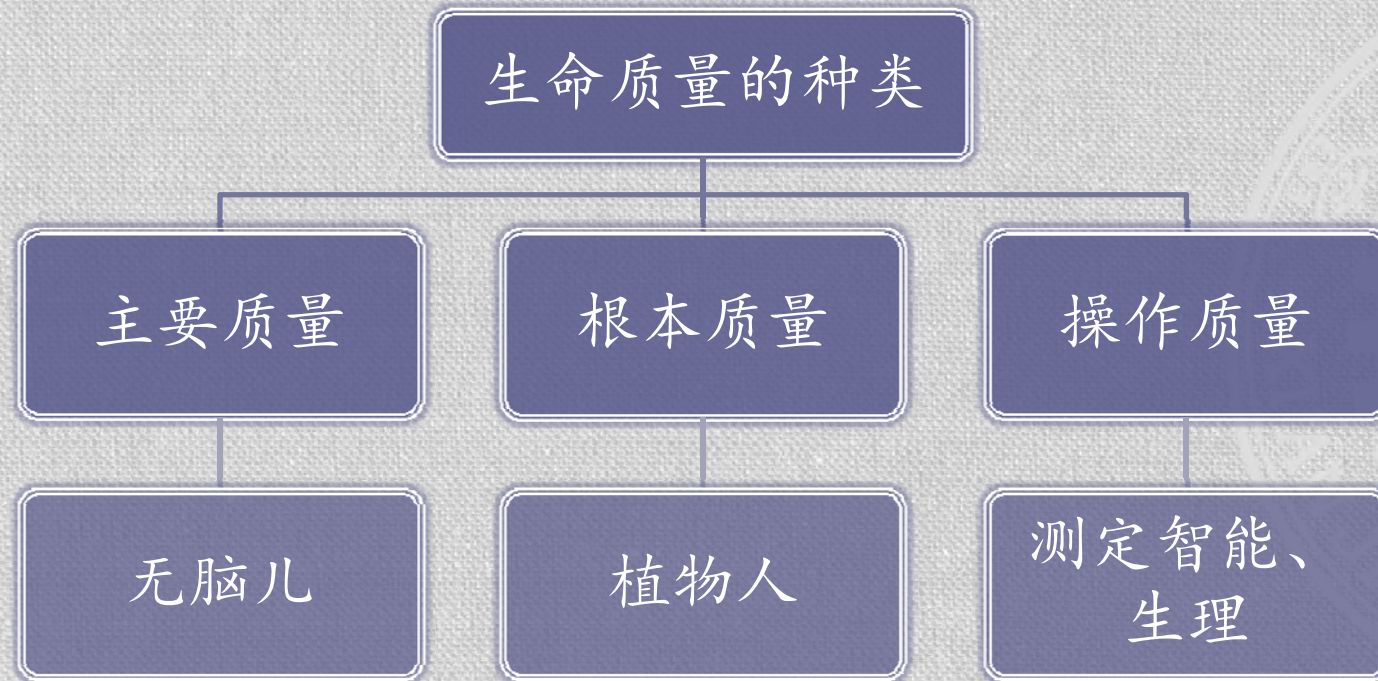 生命质量的种类
主要质量
根本质量
操作质量
无脑儿
植物人
测定智能、
生理